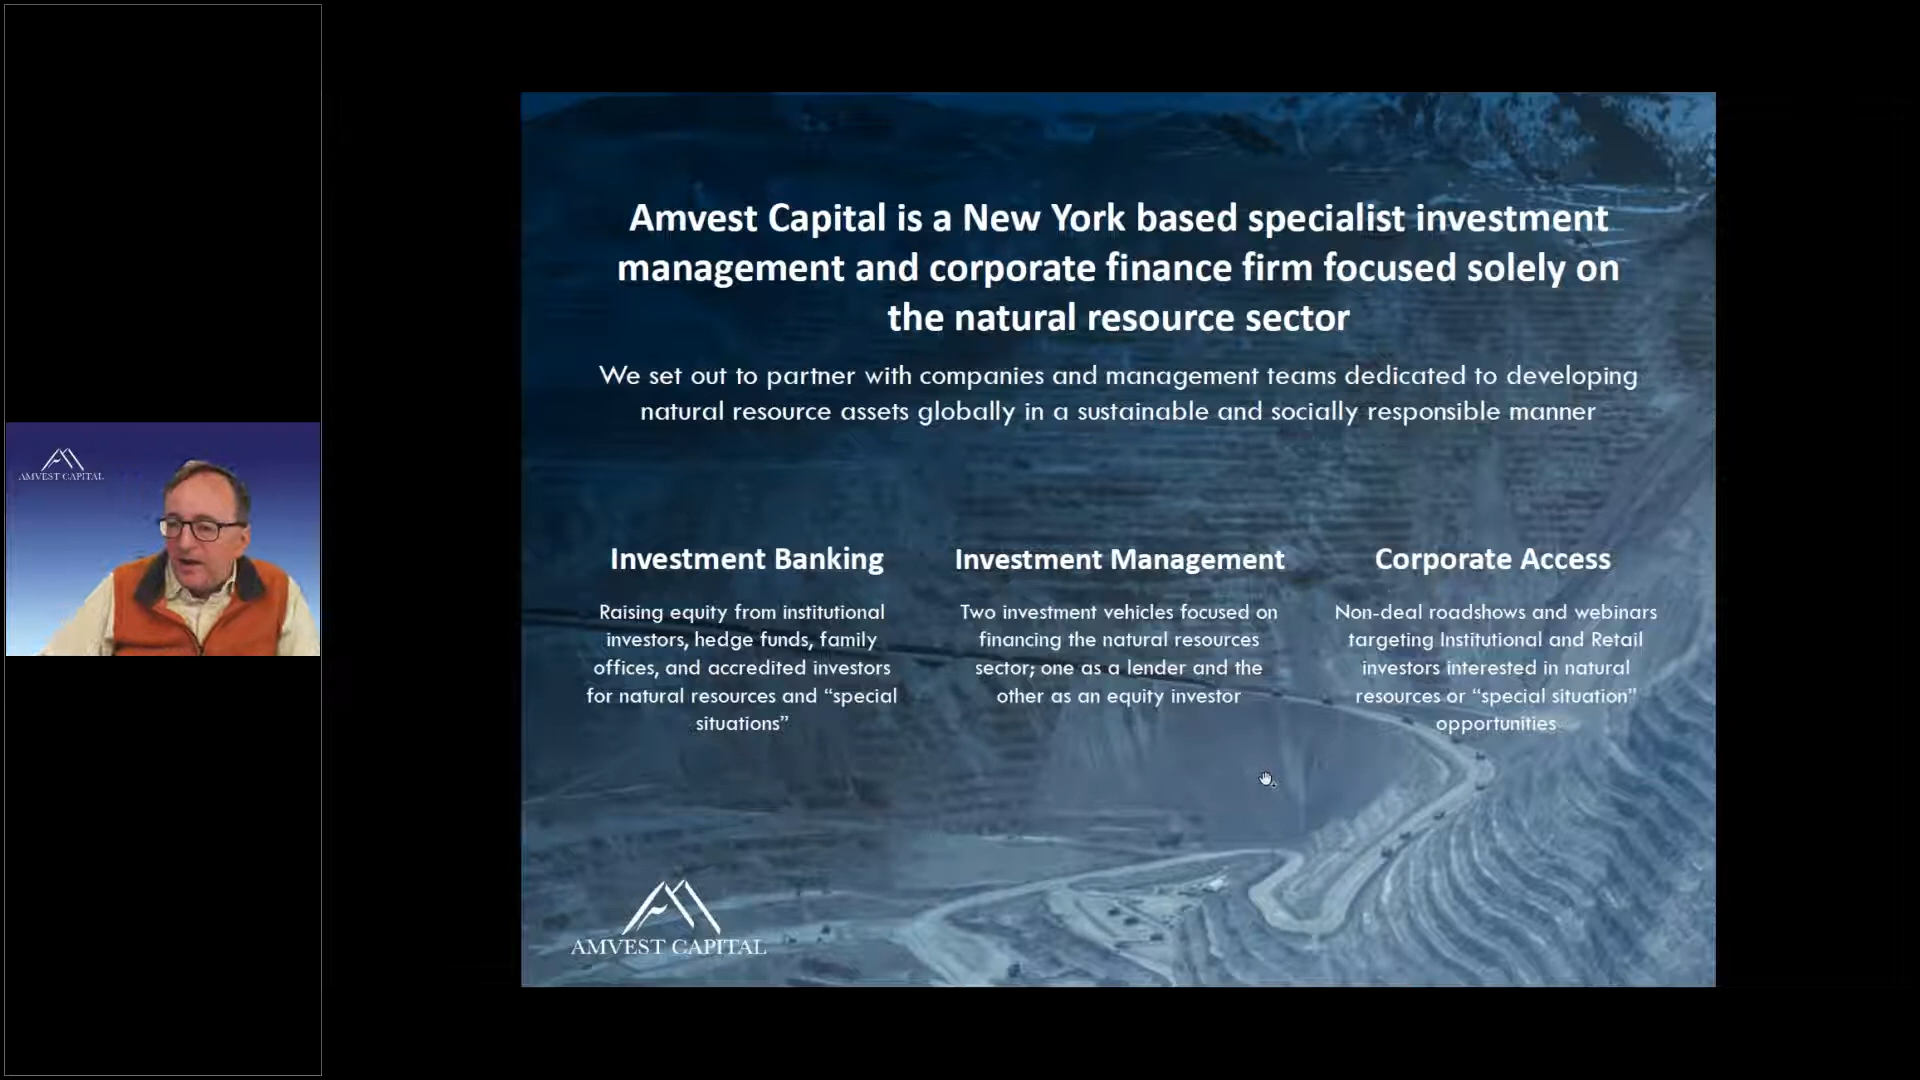 AMVEST CAPITAL
Amvest Capital is a New York based specialist investment
management and corporate finance firm focused solely on
the natural resource sector
We set out to partner with companies and management teams dedicated to developing
natural resource assets globally in a sustainable and socially responsible manner
Investment Banking
Raising equity from institutional
investors, hedge funds, family
offices, and accredited investors
for natural resources and “special
situations”
Investment Management
Two investment vehicles focused on
financing the natural resources
sector; one as a lender and the
other as an equity investor
Corporate Access
Non-deal roadshows and webinars
targeting Institutional and Retail
investors interested in natural
resources or “special situation”
opportunities
AMVEST CAPITAL